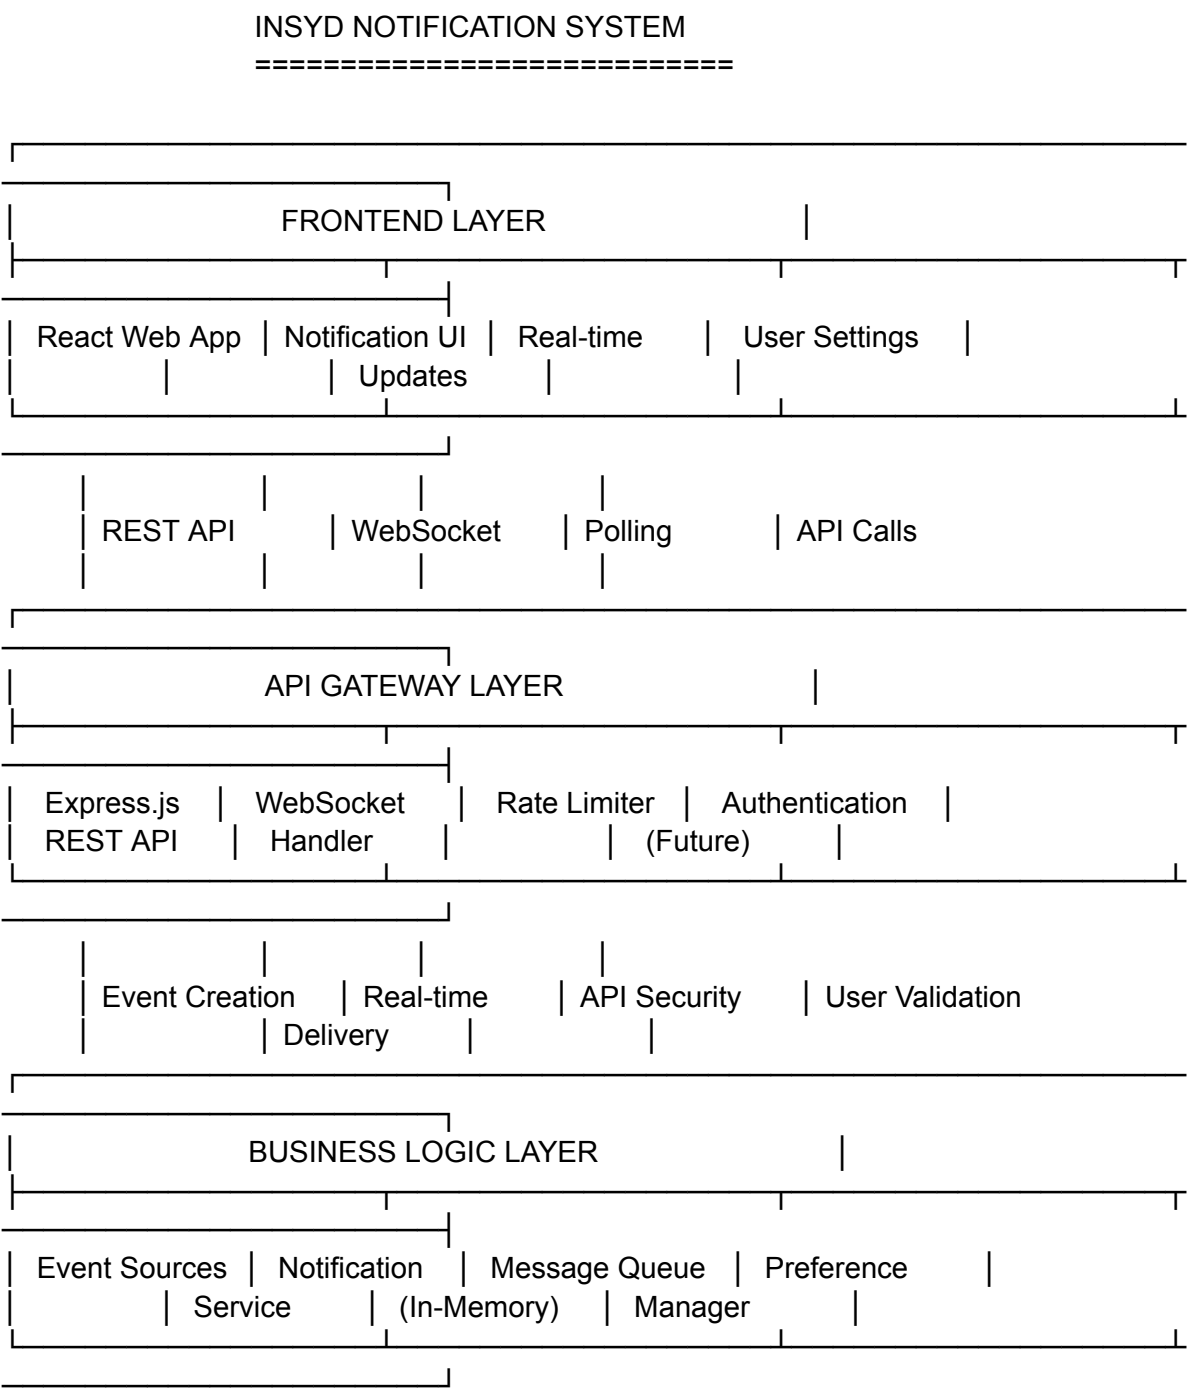 INSYD NOTIFICATION SYSTEM
============================
FRONTEND LAYER
│ React Web App │ Notification UI │ Real-time │ User Settings │
│ │ │ Updates │ │
│ REST API │ WebSocket │ Polling │ API Calls
API GATEWAY LAYER
│ Express.js │ WebSocket │ Rate Limiter │ Authentication │
│ REST API │ Handler │ │ (Future) │
│ Event Creation │ Real-time │ API Security │ User Validation
│ │ Delivery │ │
BUSINESS LOGIC LAYER
│ Event Sources │ Notification │ Message Queue │ Preference │
│ │ Service │ (In-Memory) │ Manager │